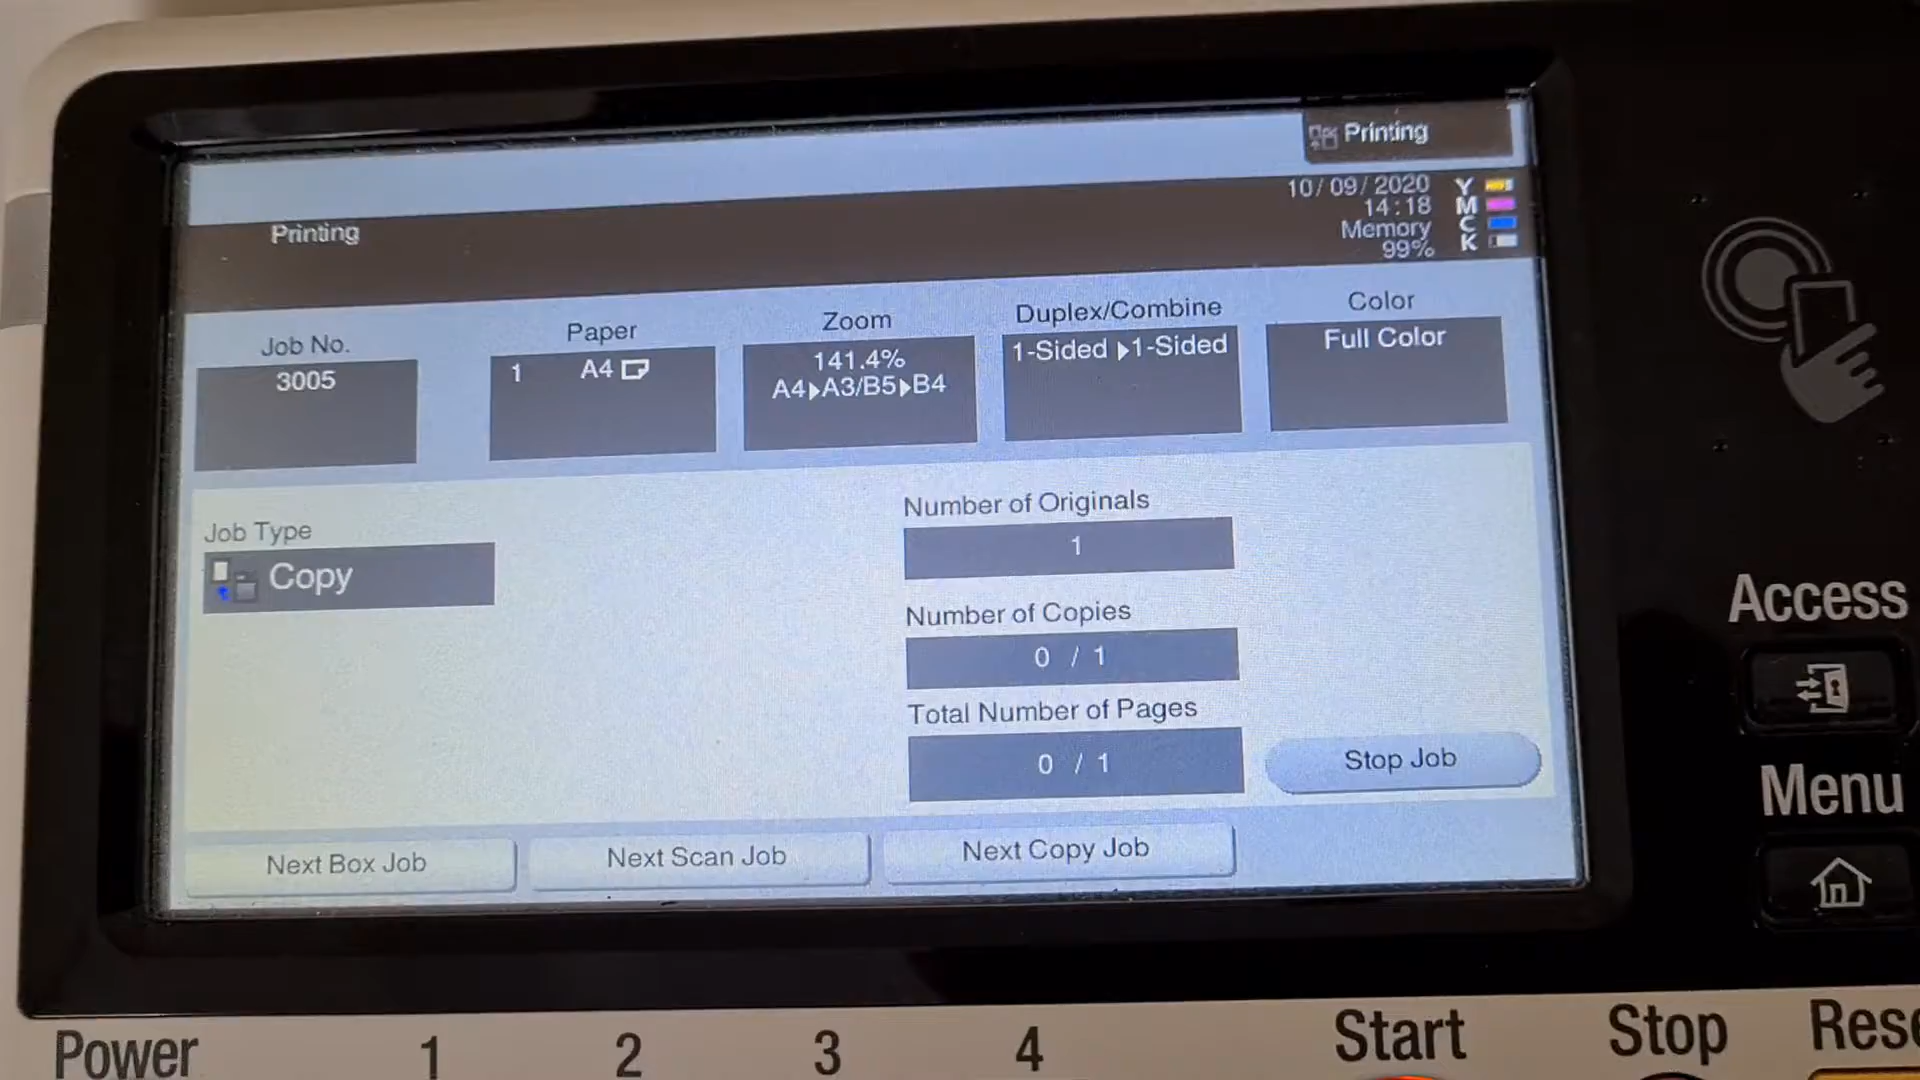 Printing
10/09/2020
14:18
Memory
99%
Y
M
C
K
Printing
Job No.
3005
Paper
1 A4
Zoom
141.4%
A4▶A3/B5▶B4
Duplex/Combine
1-Sided ▶1-Sided
Color
Full Color
Job Type
Copy
Number of Originals
1
Number of Copies
0 / 1
Total Number of Pages
0 / 1
Stop Job
Next Box Job
Next Scan Job
Next Copy Job
Access
Menu
Power
1
2
3
4
Start
Stop
Rese